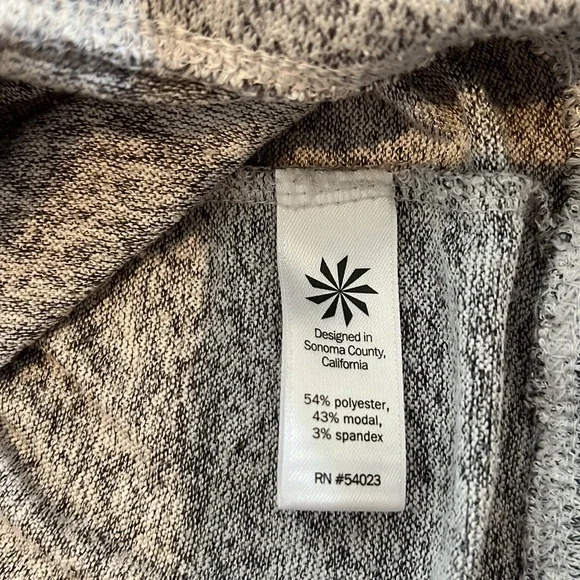 Designed in
Sonoma County,
California
54% polyester,
43% modal,
3% spandex
RN #54023